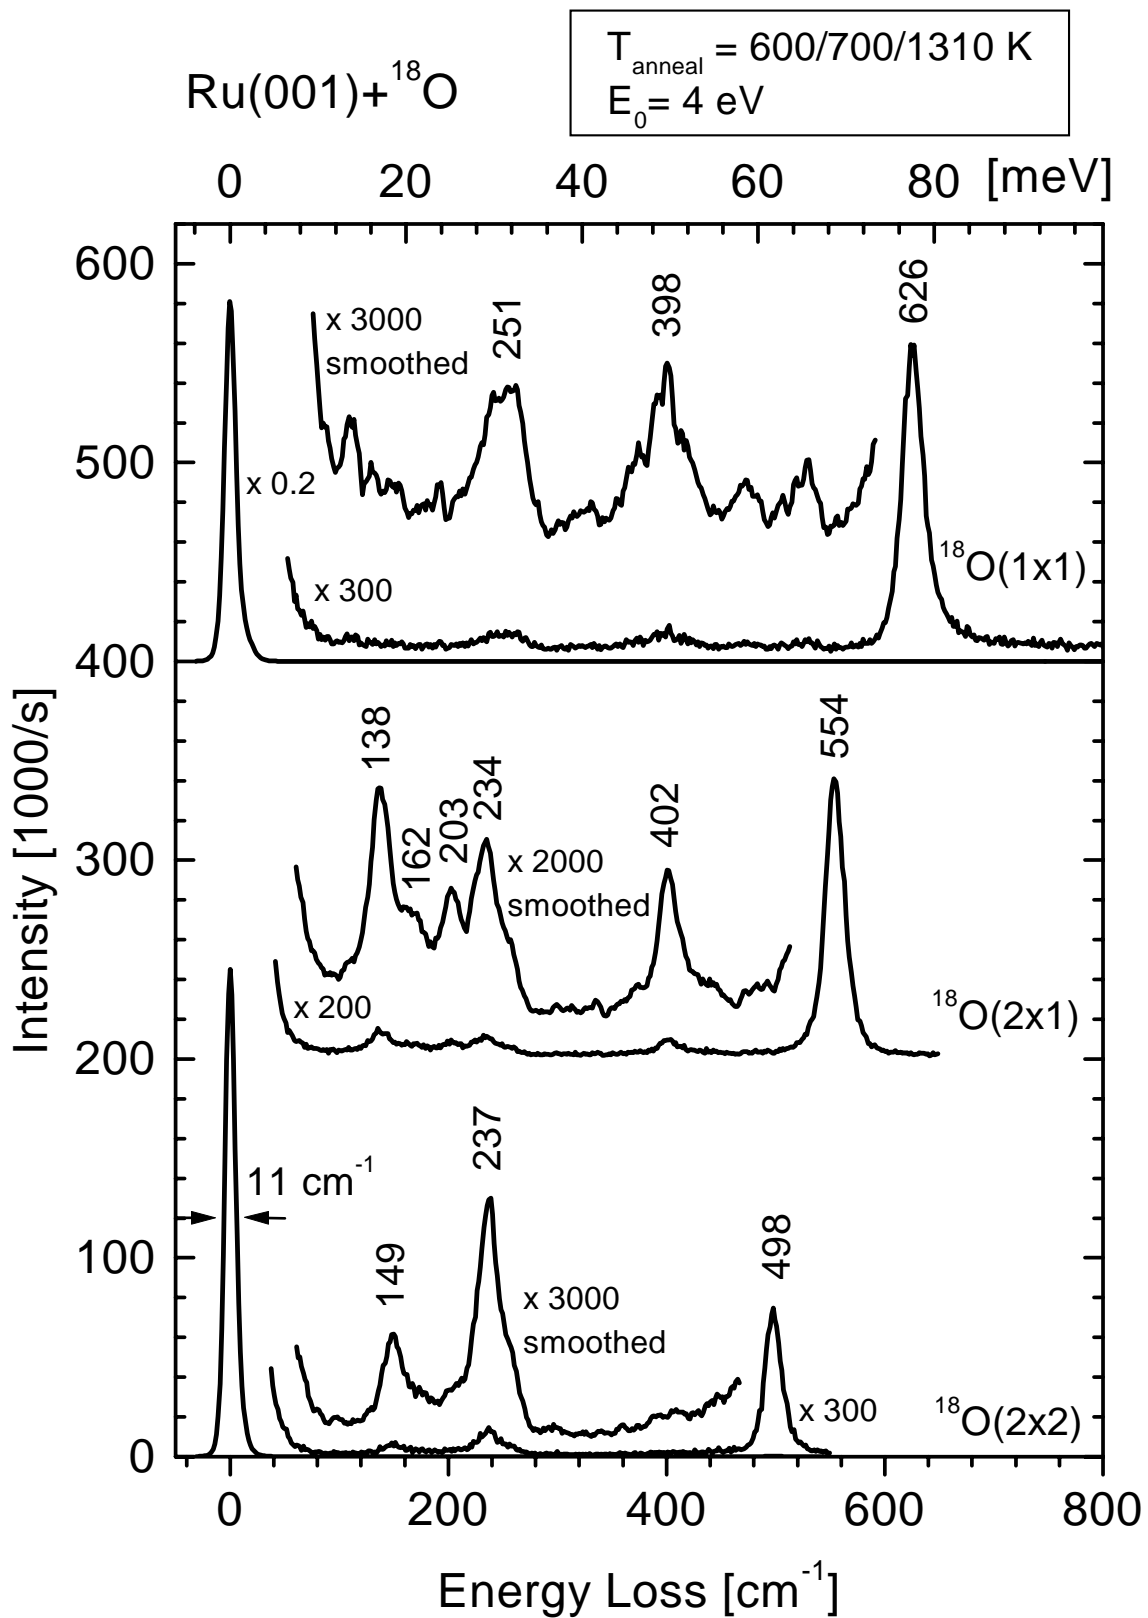 Ru(001)+¹⁸O
T_anneal = 600/700/1310 K
E₀= 4 eV
0 20 40 60 80 [meV]
600
500
400
300
200
100
0
Intensity [1000/s]
x 3000
smoothed
251
398
626
x 0.2
x 300
¹⁸O(1x1)
138
162
203
234
402
554
x 2000
smoothed
x 200
¹⁸O(2x1)
11 cm⁻¹
149
237
498
x 3000
smoothed
x 300
¹⁸O(2x2)
0 200 400 600 800
Energy Loss [cm⁻¹]